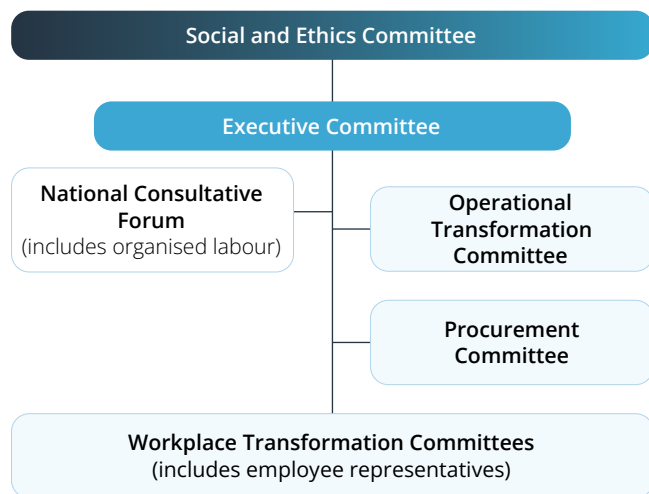 Social and Ethics Committee
Executive Committee
National Consultative
Forum
(includes organised labour)
Operational
Transformation
Committee
Procurement
Committee
Workplace Transformation Committees
(includes employee representatives)